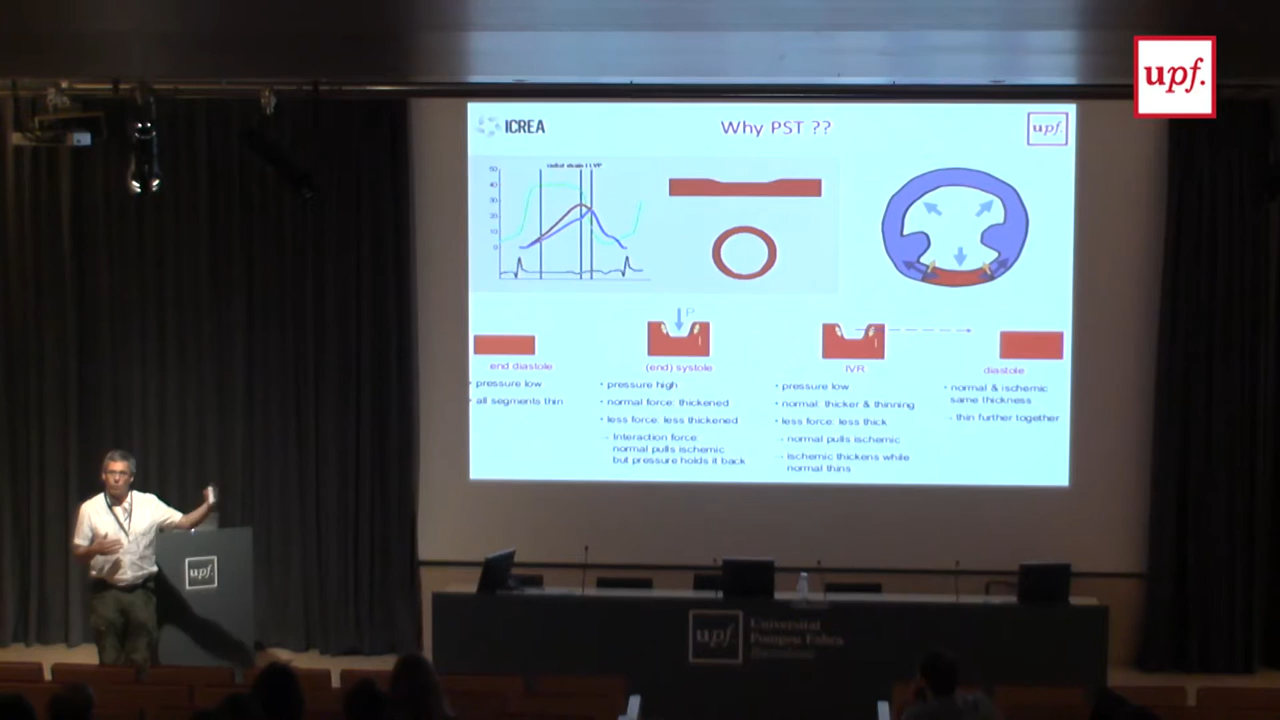 upf.
ICREA
Why PST ??
upf.
radial strain LVP
50
40
30
20
10
0
P
I
I
end diastole
• pressure low
• all segments thin
(end) systole
• pressure high
• normal force: thickened
• less force: less thickened
→ Interaction force:
normal pulls ischemic
but pressure holds it back
IVR
• pressure low
• normal: thicker & thinning
• less force: less thick
→ normal pulls ischemic
→ ischemic thickens while
normal thins
diastole
• normal & ischemic
same thickness
→ thin further together
upf.
upf.
Universitat
Pompeu Fabra
Barcelona